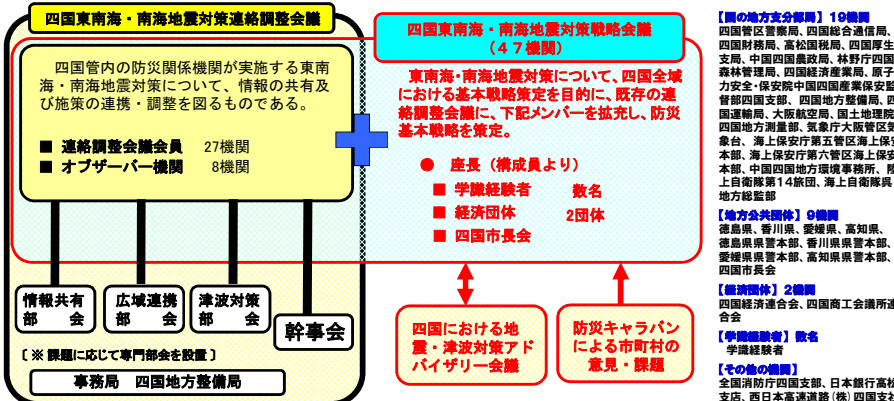 四国東南海・南海地震対策連絡調整会議
四国管内の防災関係機関が実施する東南
海・南海地震対策について、情報の共有及
び施策の連携・調整を図るものである。
■ 連絡調整会議会員 27機関
■ オブザーバー機関 8機関
情報共有
部 会
広域連携
部 会
津波対策
部 会
幹事会
〔 ※ 課題に応じて専門部会を設置 〕
事務局 四国地方整備局
四国東南海・南海地震対策戦略会議
(47機関)
東南海・南海地震対策について、四国全域
における基本戦略策定を目的に、既存の連
絡調整会議に、下記メンバーを拡充し、防災
基本戦略を策定。
● 座長(構成員より)
■ 学識経験者 数名
■ 経済団体 2団体
■ 四国市長会
四国における地
震・津波対策アド
バイザリー会議
防災キャラバン
による市町村の
意見・課題
【国の地方支分部局】19機関
四国管区警察局、四国総合通信局、
四国財務局、高松国税局、四国厚生
支局、中国四国農政局、林野庁四国
森林管理局、四国経済産業局、原子
力安全・保安院中国四国産業保安監
督部四国支部、四国地方整備局、四
国運輸局、大阪航空局、国土地理院
四国地方測量部、気象庁大阪管区気
象台、海上保安庁第五管区海上保安
本部、海上保安庁第六管区海上保安
本部、中国四国地方環境事務所、陸
上自衛隊第14旅団、海上自衛隊呉
地方総監部
【地方公共団体】9機関
徳島県、香川県、愛媛県、高知県、
徳島県県警本部、香川県県警本部、
愛媛県県警本部、高知県県警本部、
四国市長会
【経済団体】2機関
四国経済連合会、四国商工会議所連
合会
【学識経験者】数名
学識経験者
【その他の機関】
全国消防庁四国支部、日本銀行高松
支店、西日本高速道路(株)四国支社